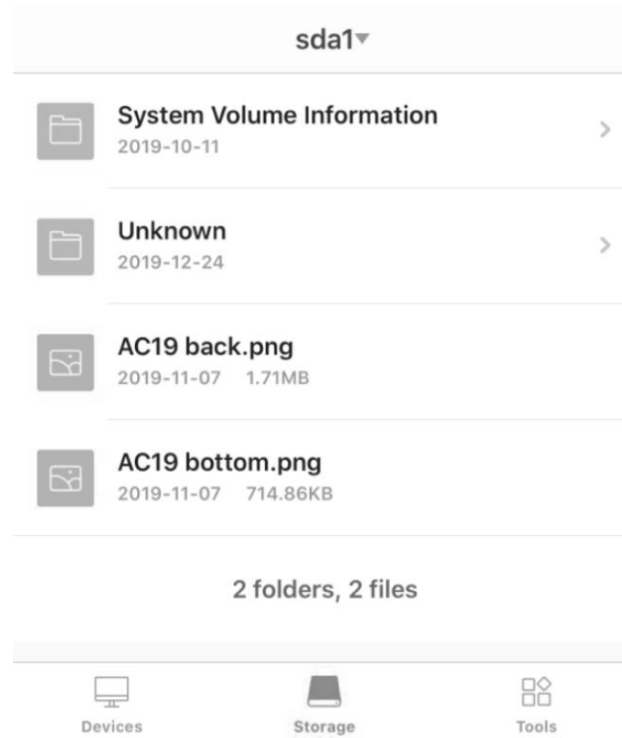 sda1
System Volume Information
2019-10-11
Unknown
2019-12-24
AC19 back.png
2019-11-07 1.71MB
AC19 bottom.png
2019-11-07 714.86KB
2 folders, 2 files
Devices Storage Tools